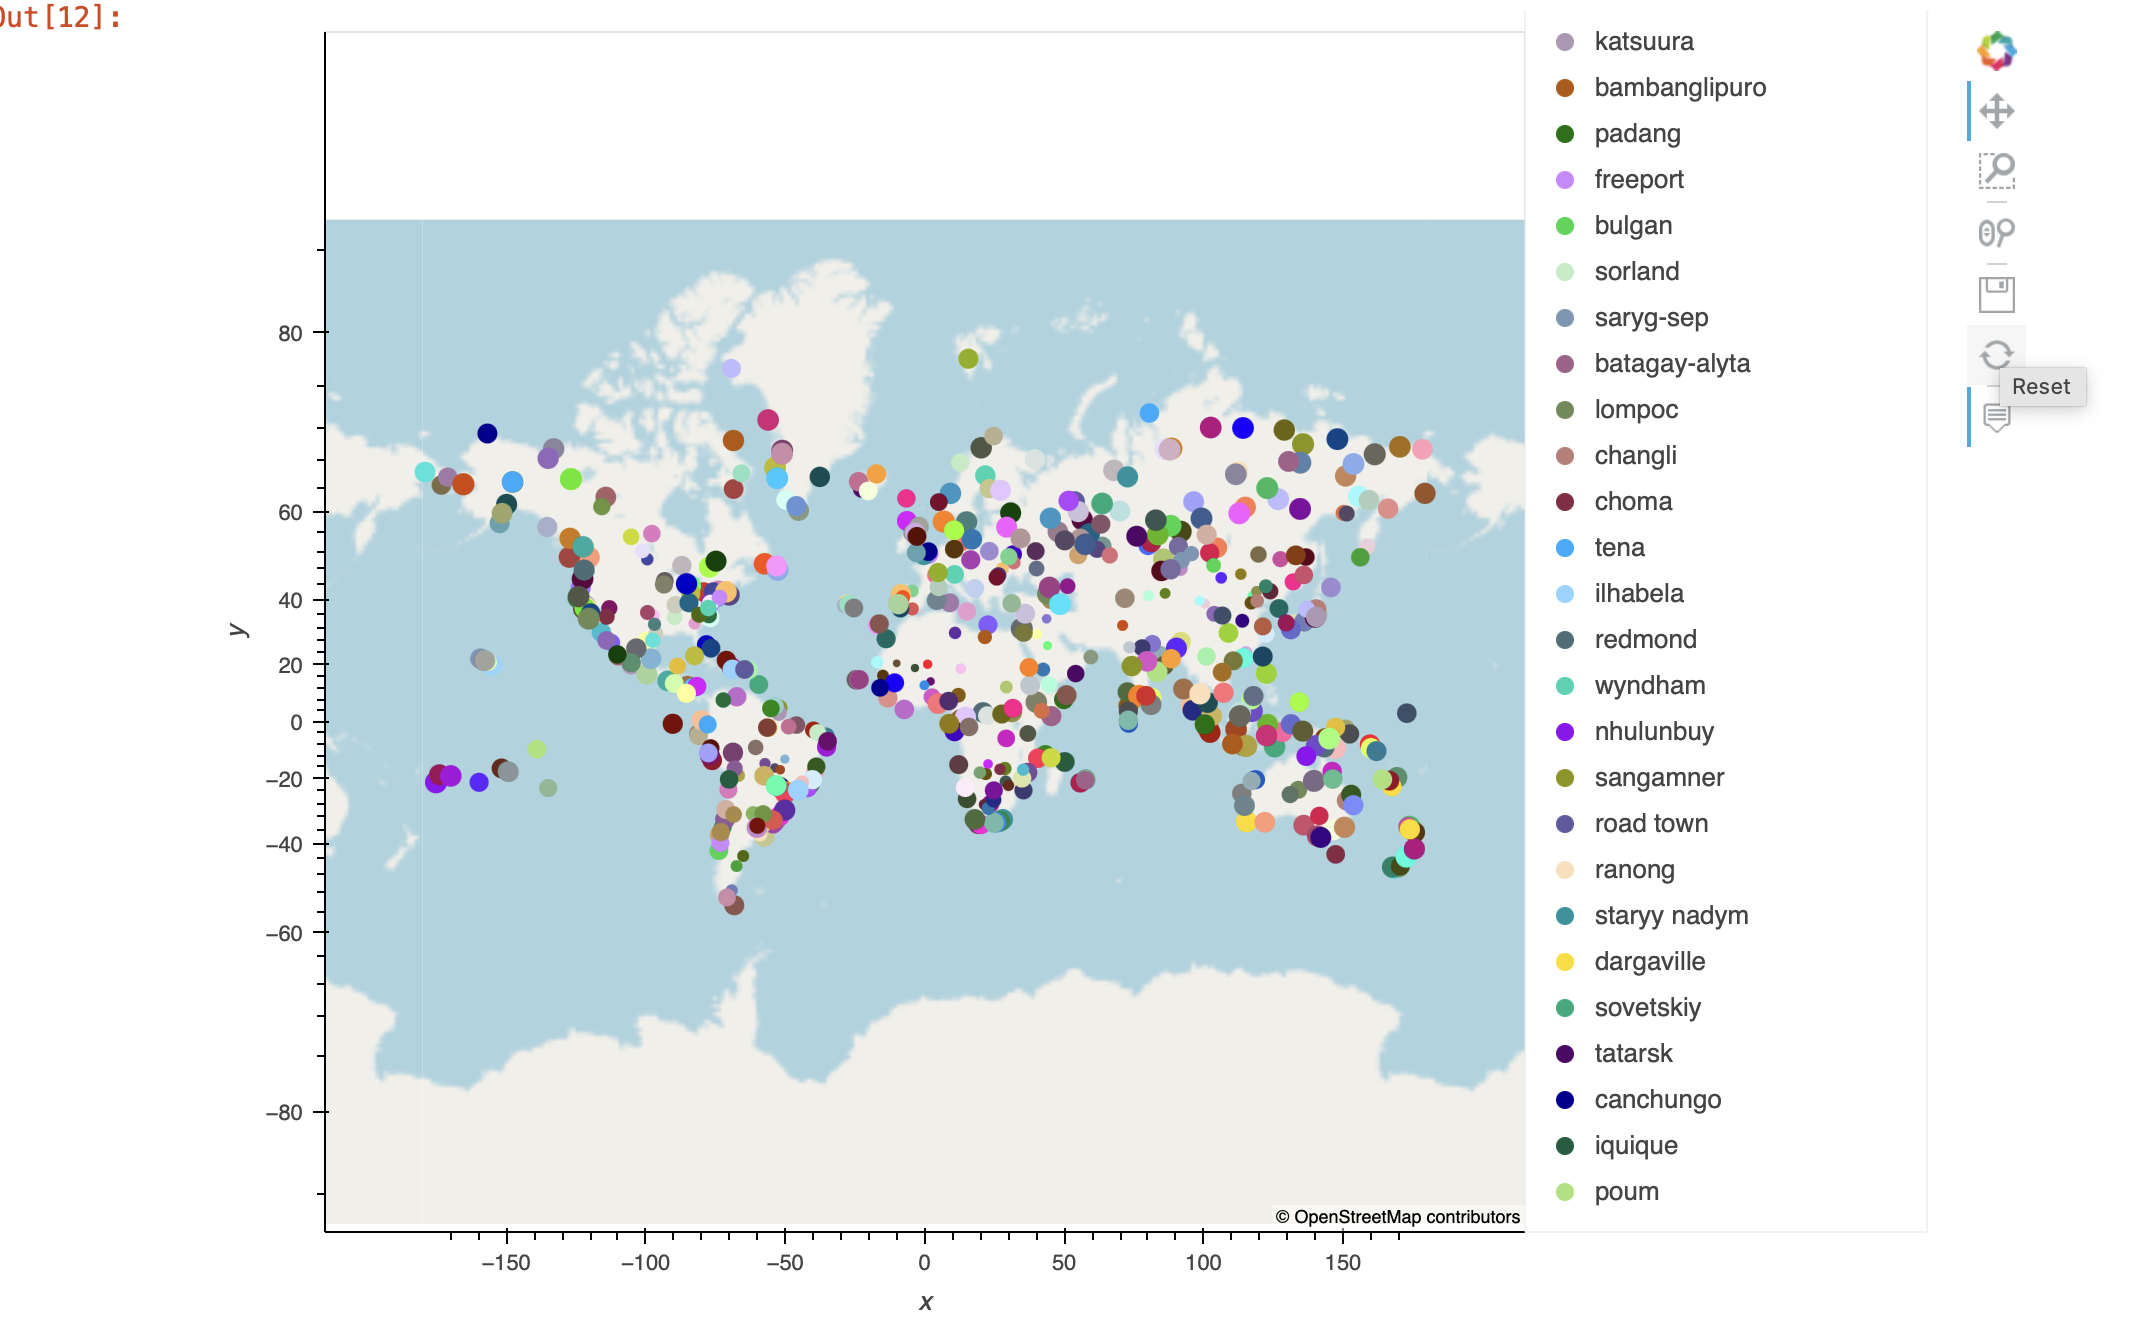 Out[12]:
katsuura
bambanglipuro
padang
freeport
bulgan
sorland
saryg-sep
batagay-alyta
lompoc
changli
choma
tena
ilhabela
redmond
wyndham
nhulunbuy
sangamner
road town
ranong
staryy nadym
dargaville
sovetskiy
tatarsk
canchungo
iquique
poum
Reset
80
60
40
20
0
−20
−40
−60
−80
y
© OpenStreetMap contributors
−150
−100
−50
0
50
100
150
x